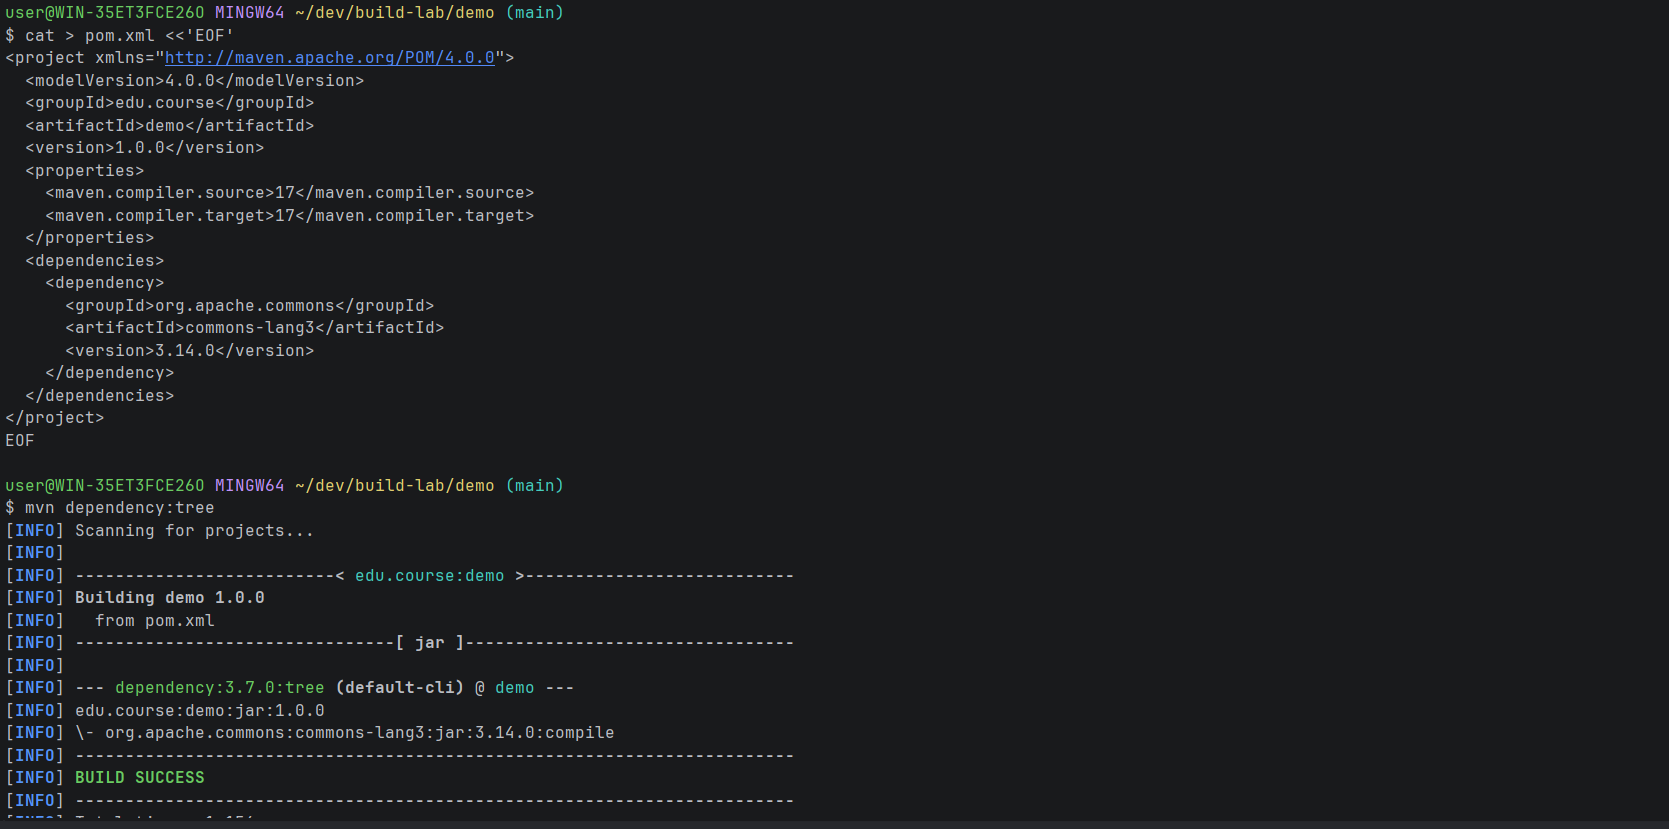 user@WIN-35ET3FCE26O MINGW64 ~/dev/build-lab/demo (main)
$ cat > pom.xml <<'EOF'
<project xmlns="http://maven.apache.org/POM/4.0.0">
  <modelVersion>4.0.0</modelVersion>
  <groupId>edu.course</groupId>
  <artifactId>demo</artifactId>
  <version>1.0.0</version>
  <properties>
    <maven.compiler.source>17</maven.compiler.source>
    <maven.compiler.target>17</maven.compiler.target>
  </properties>
  <dependencies>
    <dependency>
      <groupId>org.apache.commons</groupId>
      <artifactId>commons-lang3</artifactId>
      <version>3.14.0</version>
    </dependency>
  </dependencies>
</project>
EOF

user@WIN-35ET3FCE26O MINGW64 ~/dev/build-lab/demo (main)
$ mvn dependency:tree
[INFO] Scanning for projects...
[INFO]
[INFO] --------------------------< edu.course:demo >---------------------------
[INFO] Building demo 1.0.0
[INFO]   from pom.xml
[INFO] --------------------------------[ jar ]---------------------------------
[INFO]
[INFO] --- dependency:3.7.0:tree (default-cli) @ demo ---
[INFO] edu.course:demo:jar:1.0.0
[INFO] \- org.apache.commons:commons-lang3:jar:3.14.0:compile
[INFO] ------------------------------------------------------------------------
[INFO] BUILD SUCCESS
[INFO] ------------------------------------------------------------------------